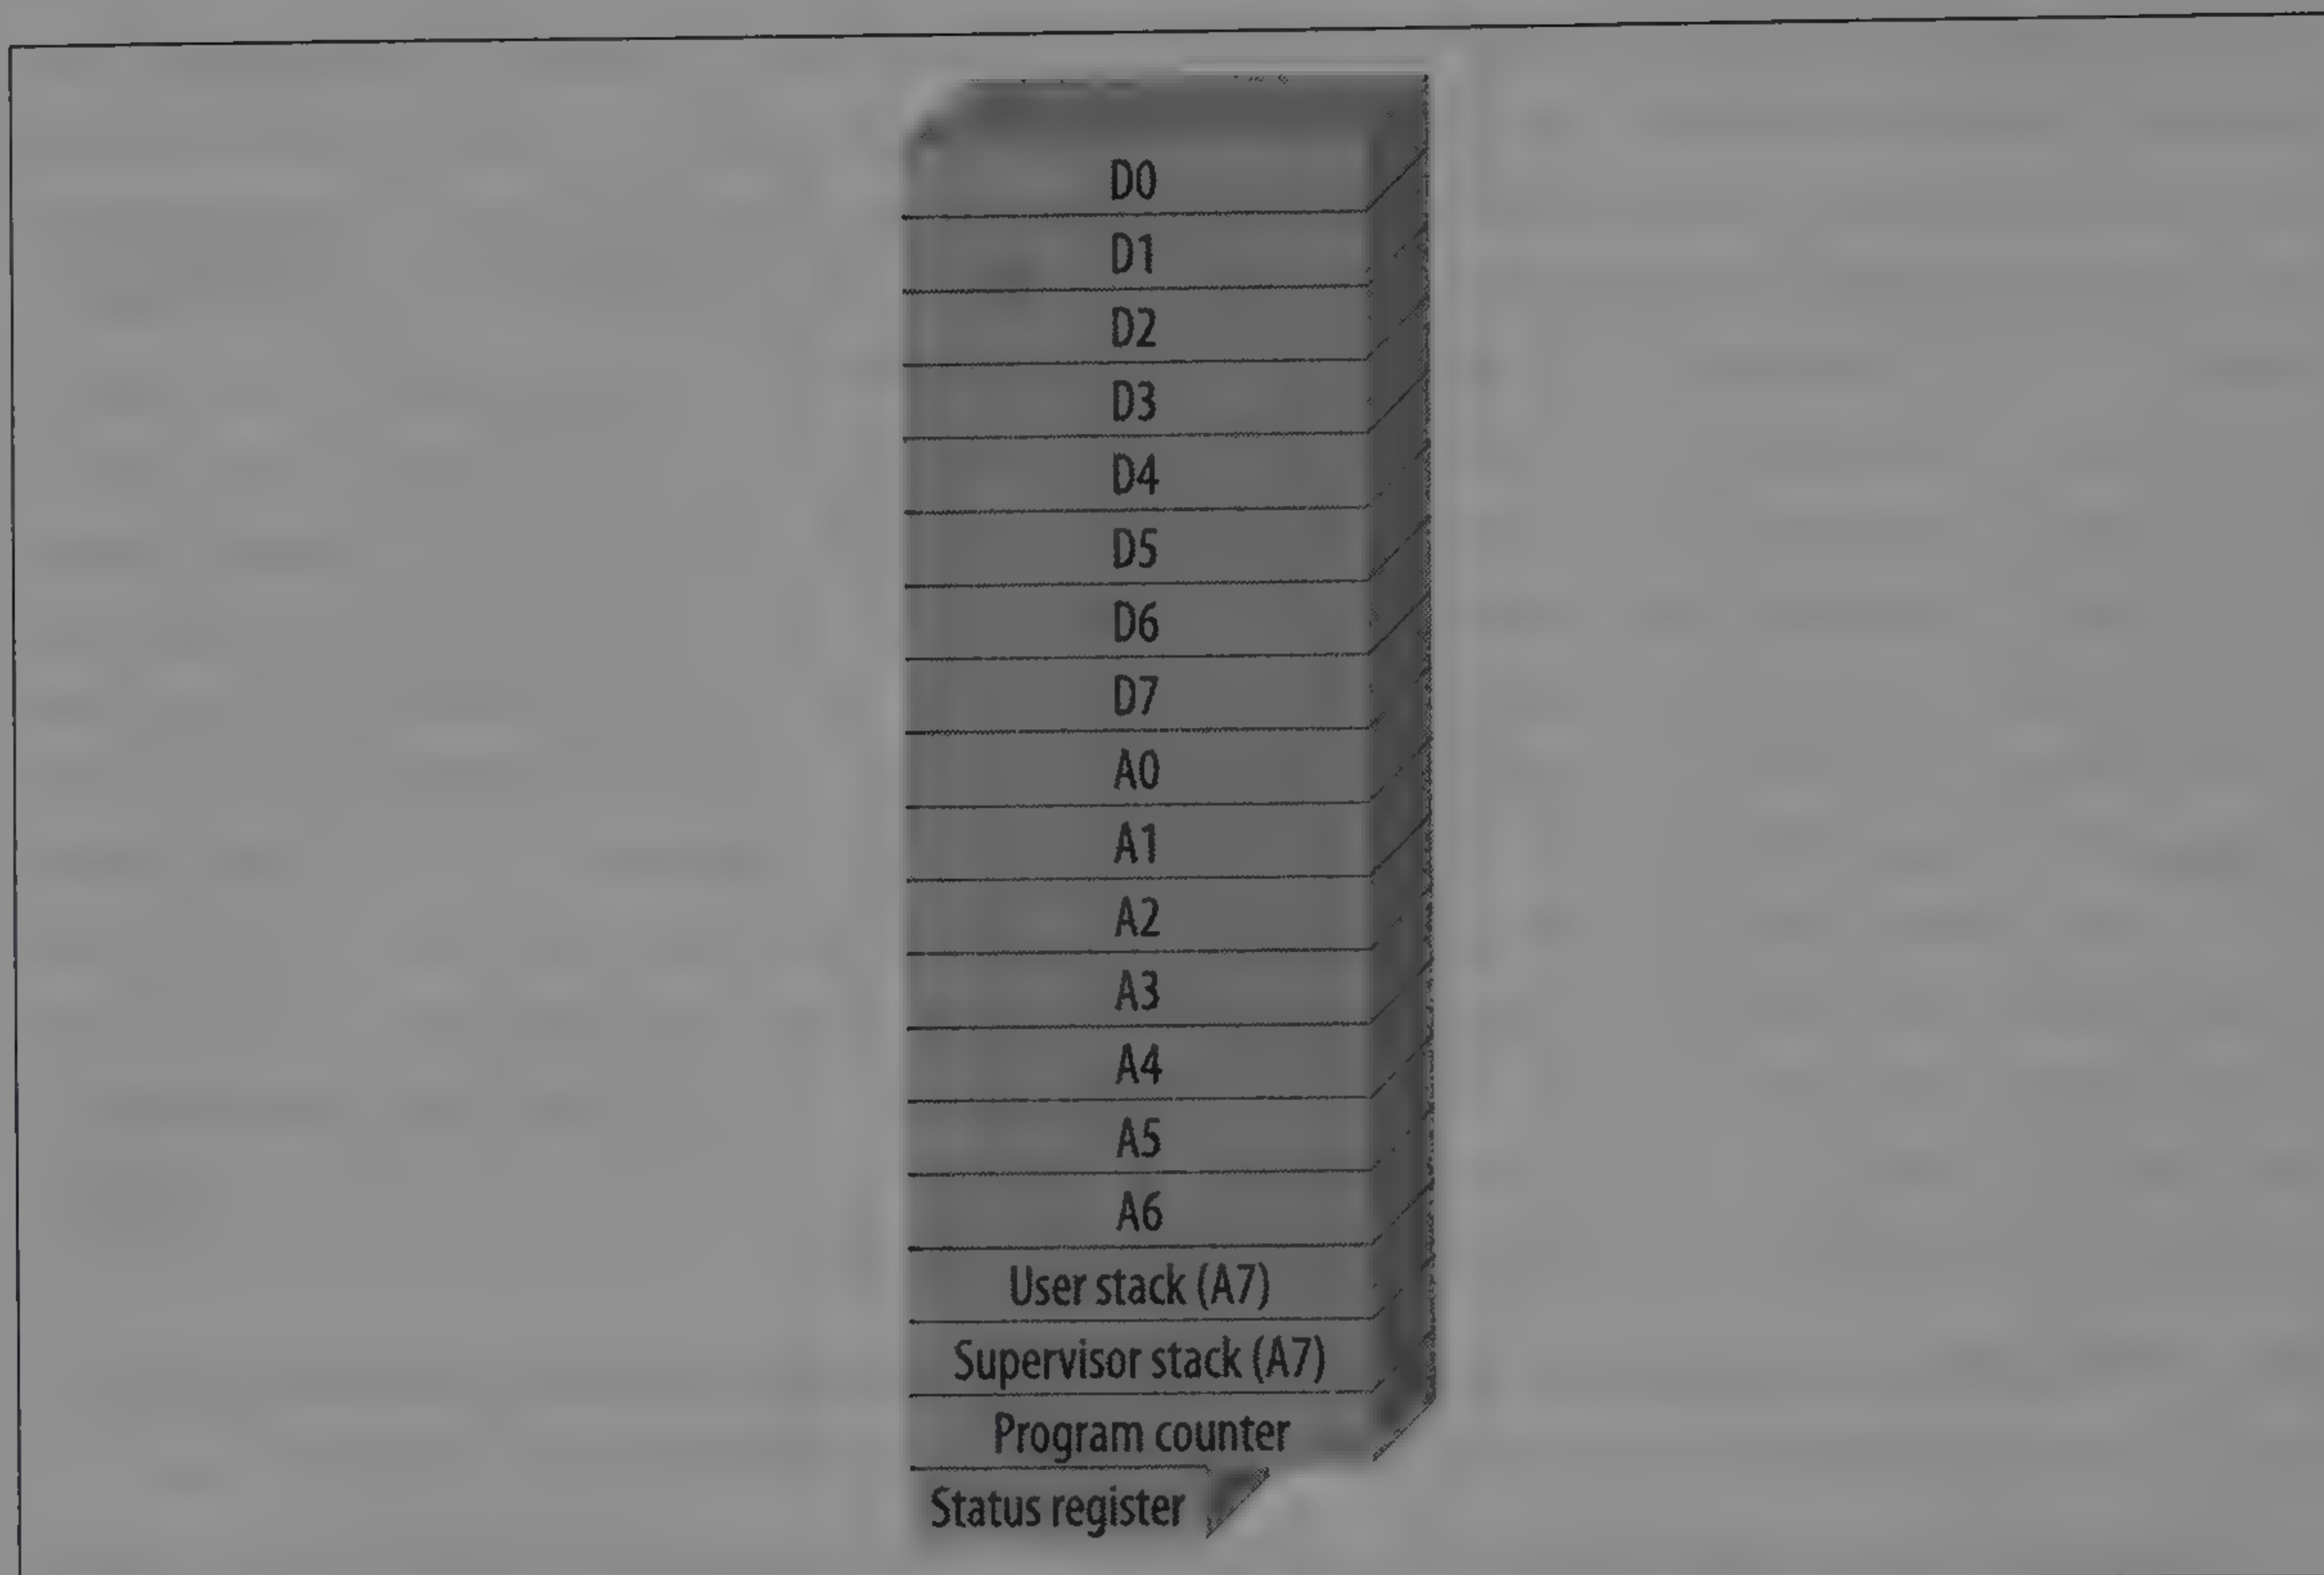 D0
D1
D2
D3
D4
D5
D6
D7
A0
A1
A2
A3
A4
A5
A6
User stack (A7)
Supervisor stack (A7)
Program counter
Status register